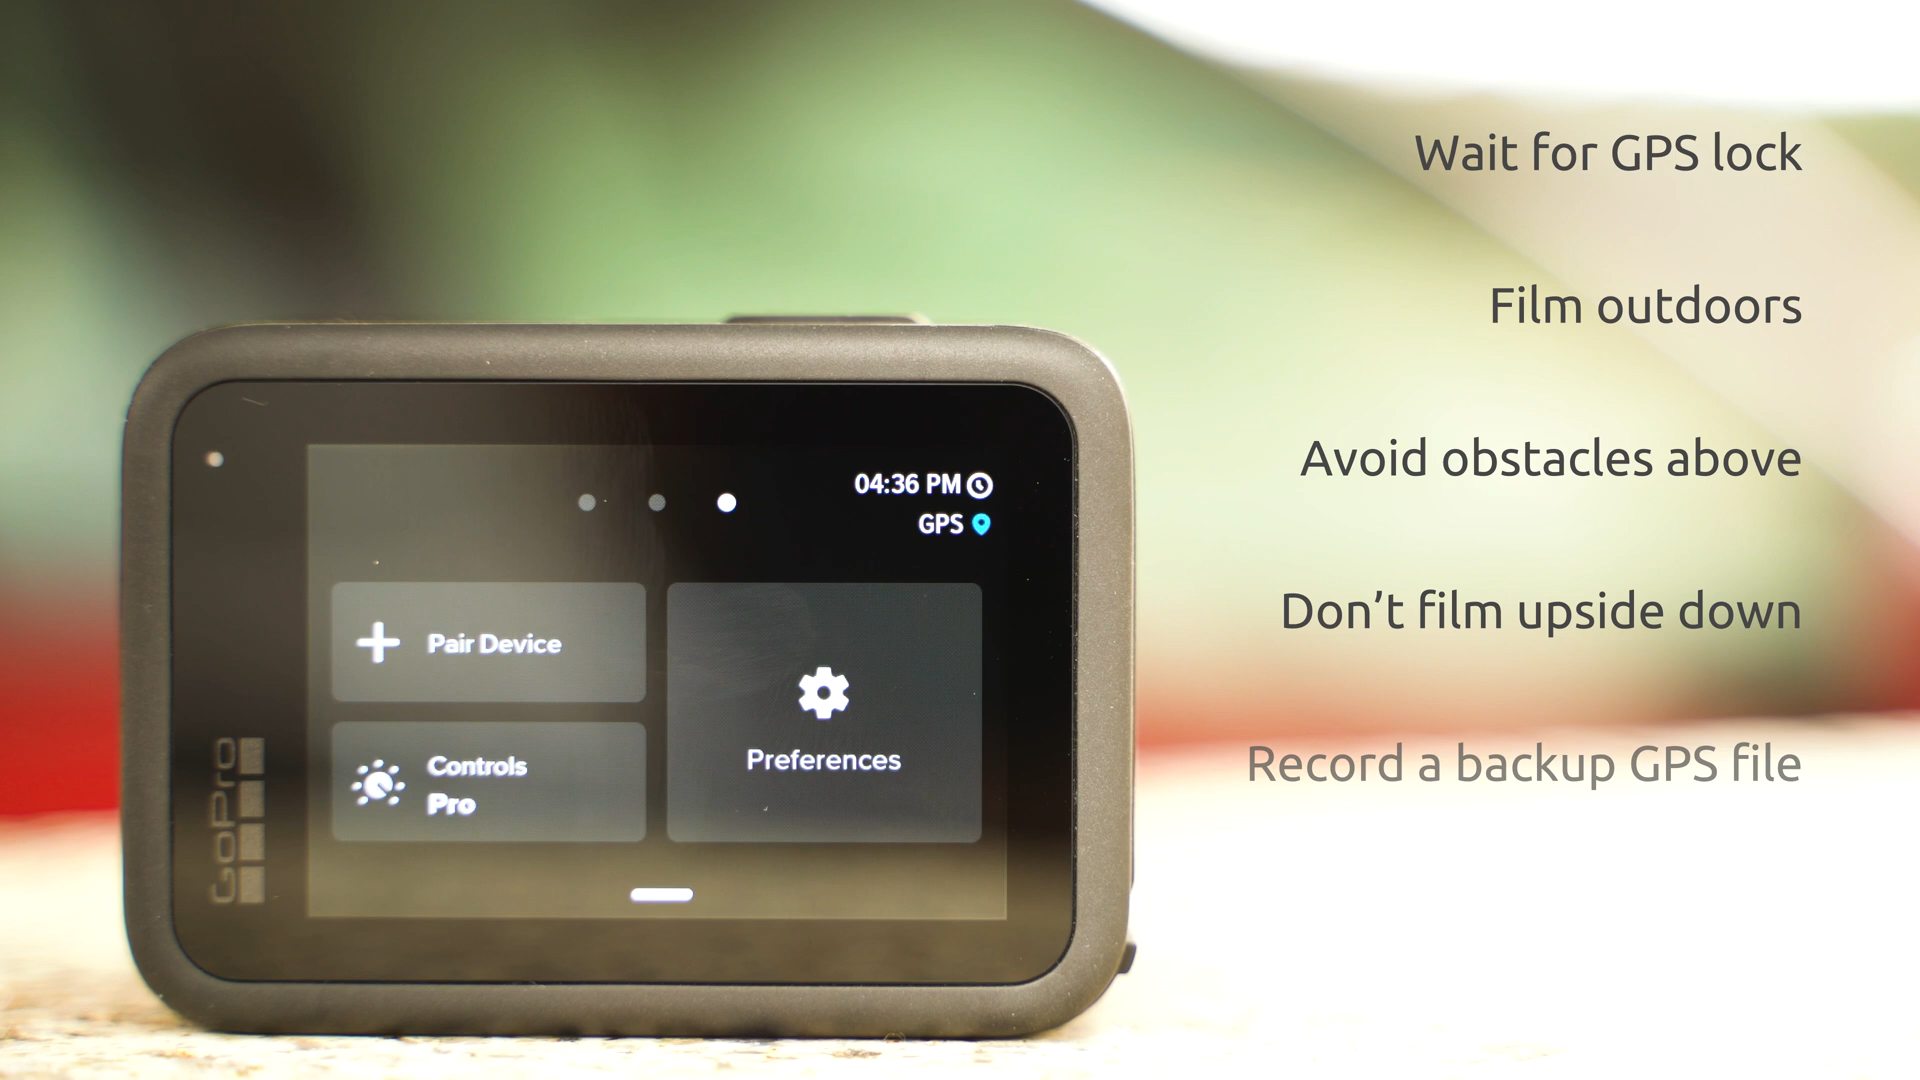 Wait for GPS lock
Film outdoors
Avoid obstacles above
Don’t film upside down
Record a backup GPS file
04:36 PM
GPS
Pair Device
Controls
Pro
Preferences
GoPro